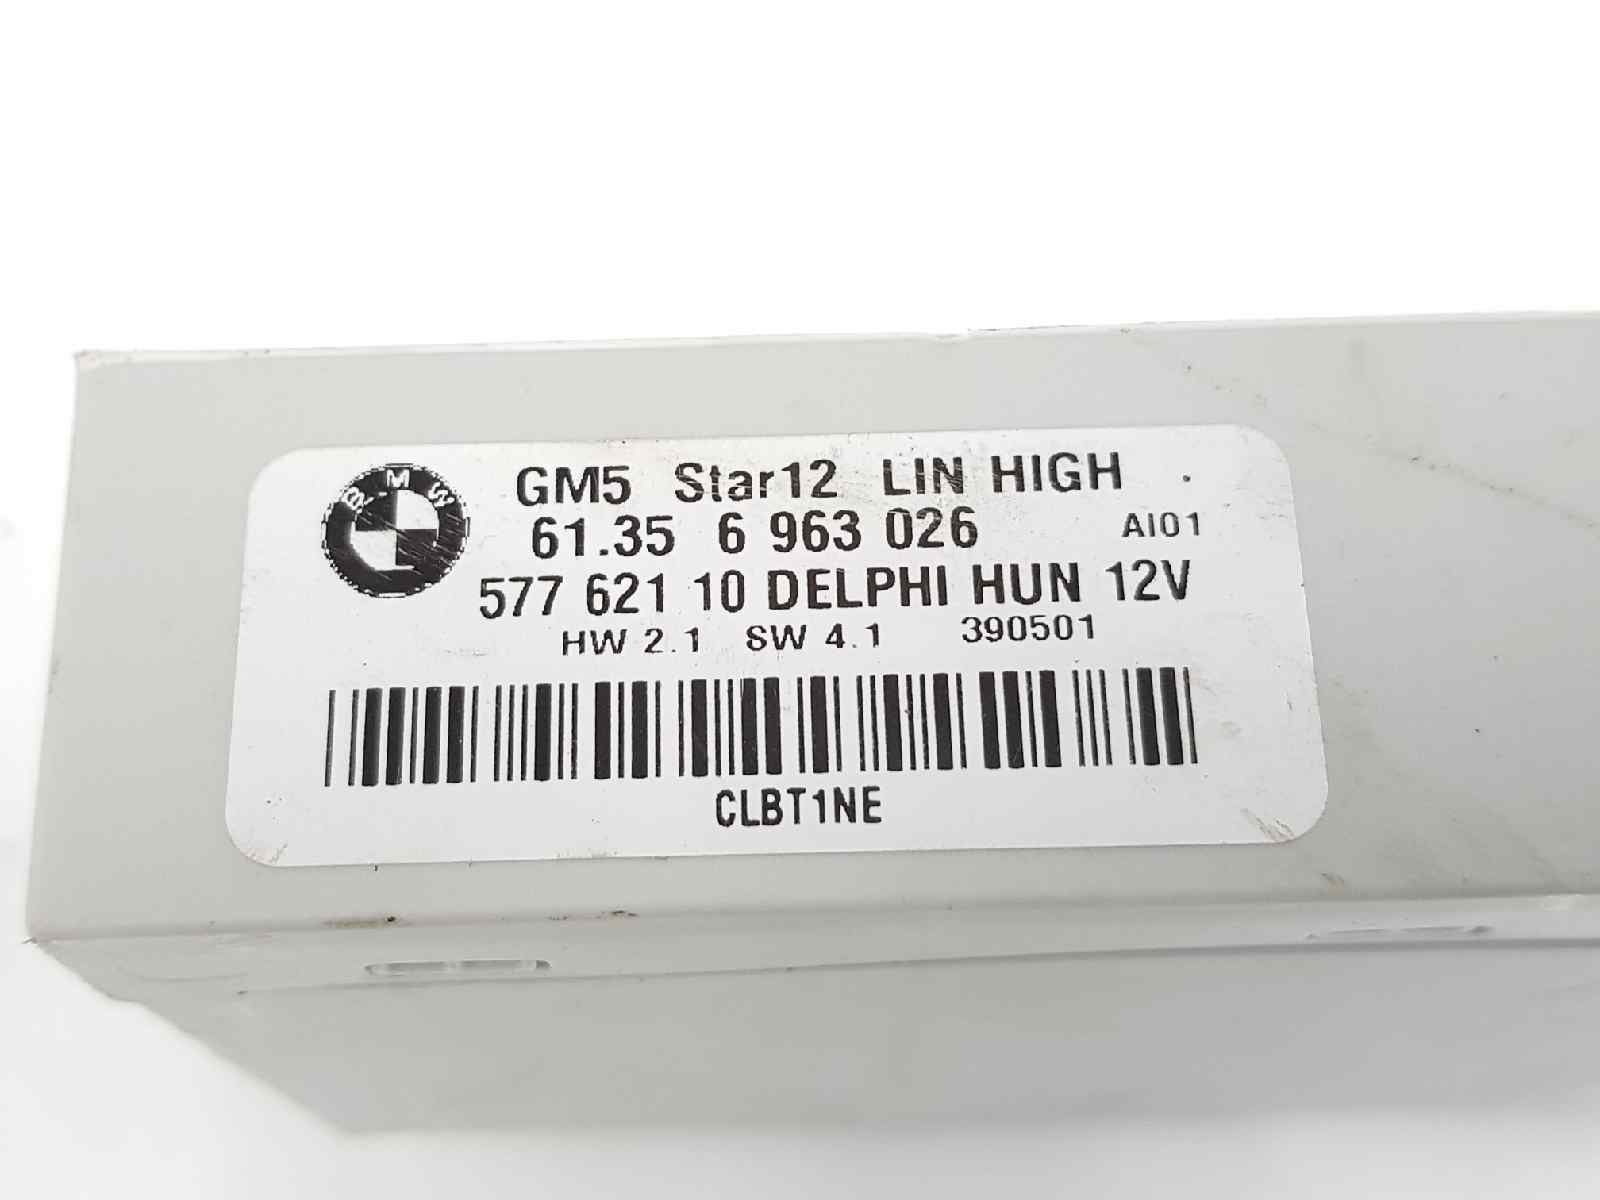 BMW
GM5 Star12 LIN HIGH
61.35 6 963 026 AI01
577 621 10 DELPHI HUN 12V
HW 2.1 SW 4.1 390501
CLBT1NE